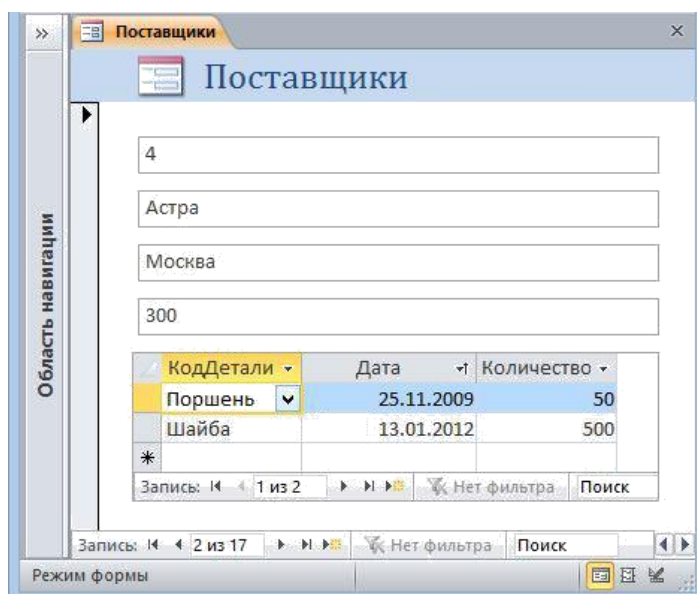 Поставщики
Поставщики
4
Астра
Москва
300
Область навигации
КодДетали Дата Количество
Поршень 25.11.2009 50
Шайба 13.01.2012 500
Запись: 1 из 2 Нет фильтра Поиск
Запись: 2 из 17 Нет фильтра Поиск
Режим формы